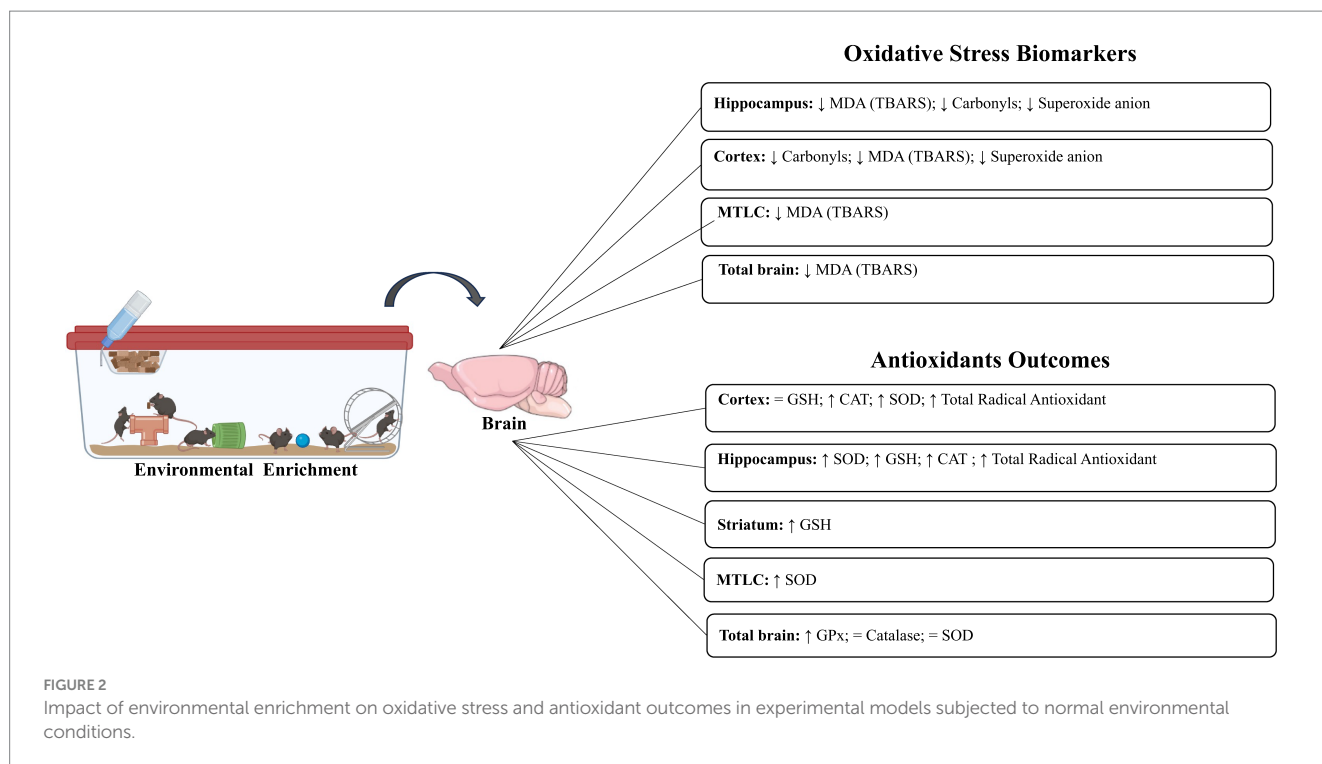 Oxidative Stress Biomarkers
Hippocampus: ↓ MDA (TBARS); ↓ Carbonyls; ↓ Superoxide anion
Cortex: ↓ Carbonyls; ↓ MDA (TBARS); ↓ Superoxide anion
MTLC: ↓ MDA (TBARS)
Total brain: ↓ MDA (TBARS)
Environmental Enrichment
Brain
Antioxidants Outcomes
Cortex: = GSH; ↑ CAT; ↑ SOD; ↑ Total Radical Antioxidant
Hippocampus: ↑ SOD; ↑ GSH; ↑ CAT ; ↑ Total Radical Antioxidant
Striatum: ↑ GSH
MTLC: ↑ SOD
Total brain: ↑ GPx; = Catalase; = SOD
FIGURE 2
Impact of environmental enrichment on oxidative stress and antioxidant outcomes in experimental models subjected to normal environmental
conditions.